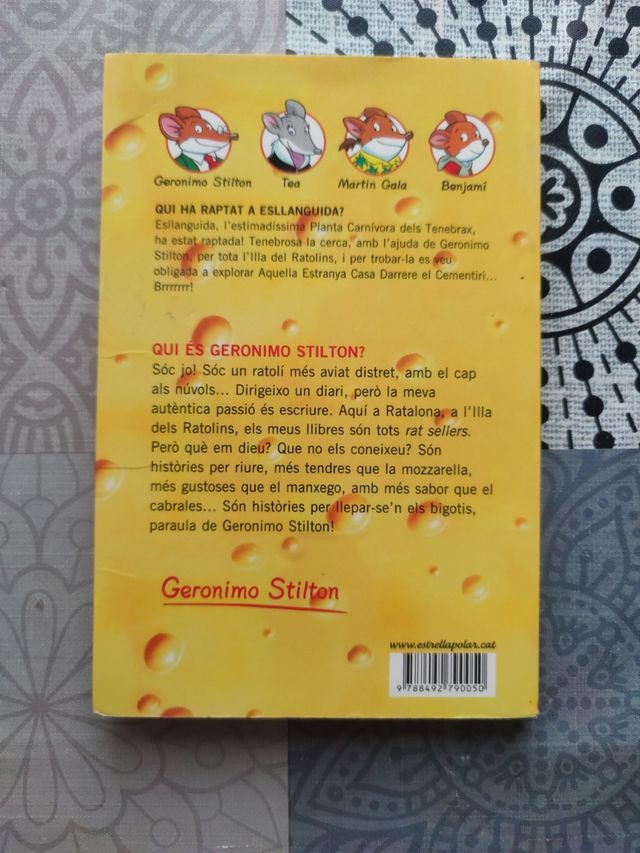 Geronimo Stilton Tea Martin Gala Benjamí
QUI HA RAPTAT A ESLLANGUIDA?
Esllanguida, l'estimadíssima Planta Carnívora dels Tenebrax,
ha estat raptada! Tenebrosa la cerca, amb l'ajuda de Geronimo
Stilton, per tota l'Illa del Ratolins, i per trobar-la es veu
obligada a explorar Aquella Estranya Casa Darrere el Cementiri...
Brrrrrrr!
QUI ÉS GERONIMO STILTON?
Sóc jo! Sóc un ratolí més aviat distret, amb el cap
als núvols... Dirigeixo un diari, però la meva
autèntica passió és escriure. Aquí a Ratalona, a l'Illa
dels Ratolins, els meus llibres són tots rat sellers.
Però què em dieu? Que no els coneixeu? Són
històries per riure, més tendres que la mozzarella,
més gustoses que el manxego, amb més sabor que el
cabrales... Són històries per llepar-se'n els bigotis,
paraula de Geronimo Stilton!
Geronimo Stilton
www.estrellapolar.cat
9 788492 790050